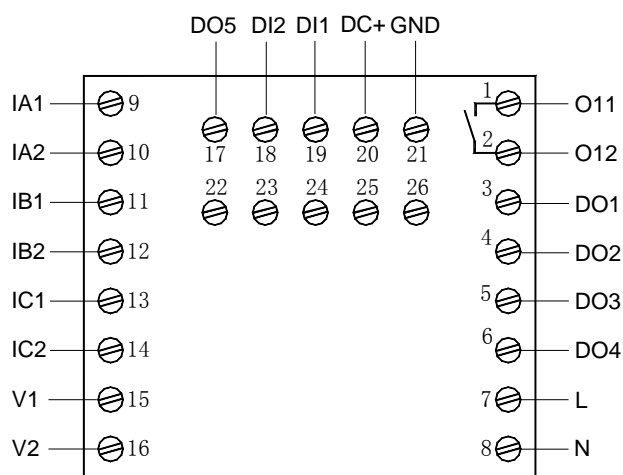 DO5 DI2 DI1 DC+ GND
IA1 9 1 O11
17 18 19 20 21
IA2 10 2 O12
22 23 24 25 26
IB1 11 3 DO1
IB2 12 4 DO2
IC1 13 5 DO3
IC2 14 6 DO4
V1 15 7 L
V2 16 8 N